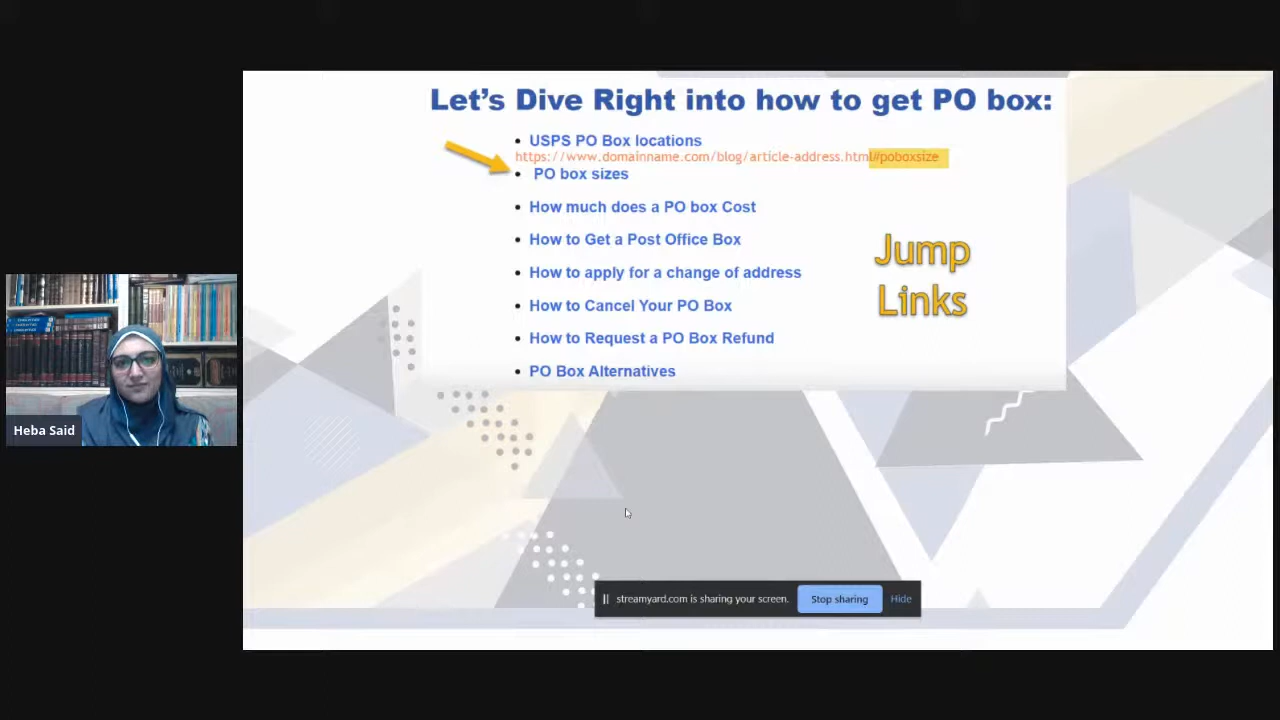 Let's Dive Right into how to get PO box:
• USPS PO Box locations
https://www.domainname.com/blog/article-address.html#poboxsize
• PO box sizes
• How much does a PO box Cost
• How to Get a Post Office Box
• How to apply for a change of address
• How to Cancel Your PO Box
• How to Request a PO Box Refund
• PO Box Alternatives
Jump
Links
Heba Said
streamyard.com is sharing your screen.
Stop sharing
Hide